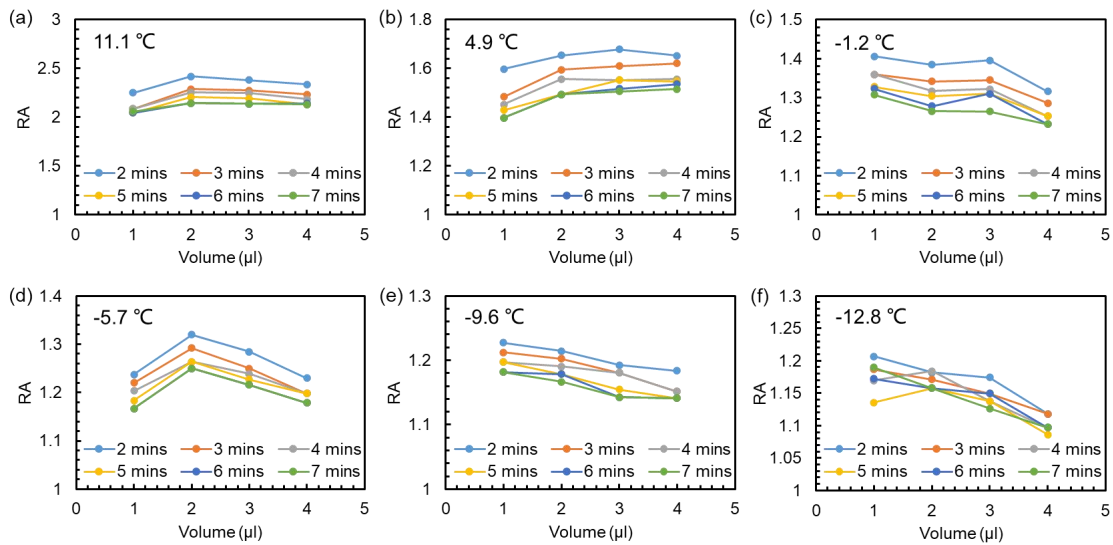 (a)
11.1 ℃
3
2.5
2
1.5
1
RA
2 mins 3 mins 4 mins
5 mins 6 mins 7 mins
0 1 2 3 4 5
Volume (µl)
(b)
4.9 ℃
1.8
1.6
1.4
1.2
1
RA
2 mins 3 mins 4 mins
5 mins 6 mins 7 mins
0 1 2 3 4 5
Volume (µl)
(c)
-1.2 ℃
1.5
1.4
1.3
1.2
1.1
1
RA
2 mins 3 mins 4 mins
5 mins 6 mins 7 mins
0 1 2 3 4 5
Volume (µl)
(d)
-5.7 ℃
1.4
1.3
1.2
1.1
1
RA
2 mins 3 mins 4 mins
5 mins 6 mins 7 mins
0 1 2 3 4 5
Volume (µl)
(e)
-9.6 ℃
1.3
1.2
1.1
1
RA
2 mins 3 mins 4 mins
5 mins 6 mins 7 mins
0 1 2 3 4 5
Volume (µl)
(f)
-12.8 ℃
1.3
1.25
1.2
1.15
1.1
1.05
1
RA
2 mins 3 mins 4 mins
5 mins 6 mins 7 mins
0 1 2 3 4 5
Volume (µl)